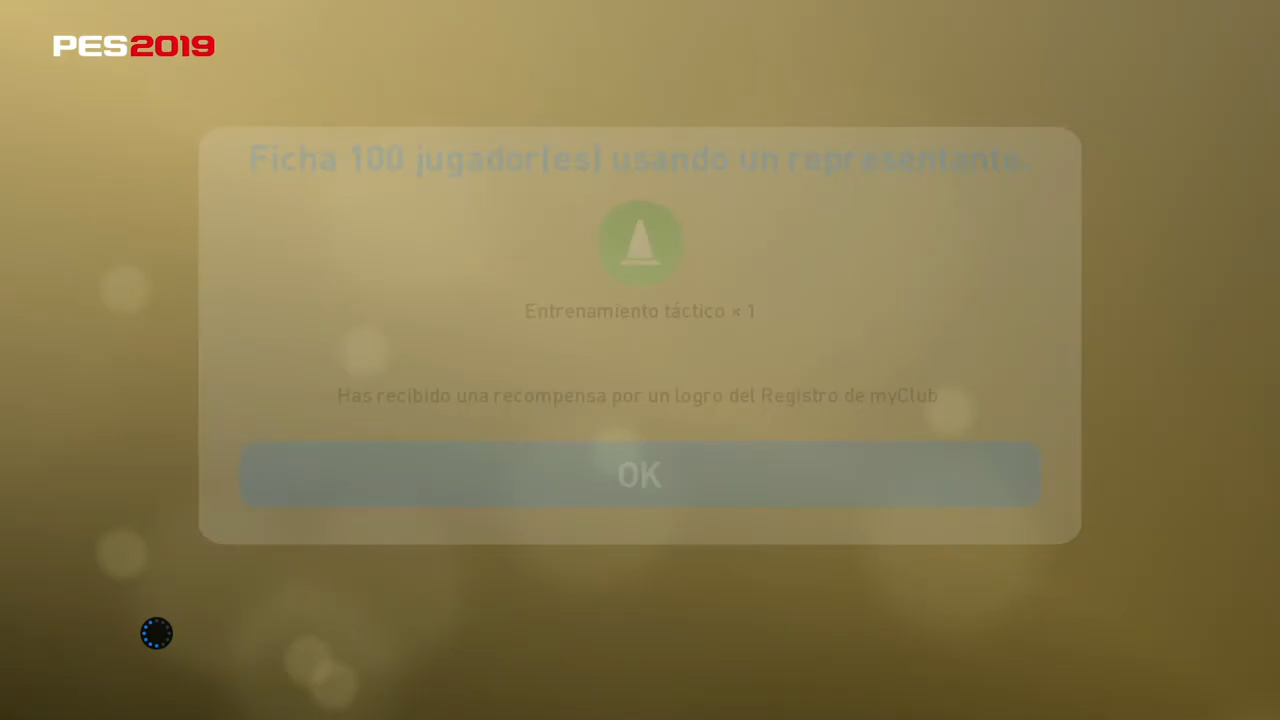 PES2019
Ficha 100 jugador(es) usando un representante.
Entrenamiento táctico × 1
Has recibido una recompensa por un logro del Registro de myClub
OK